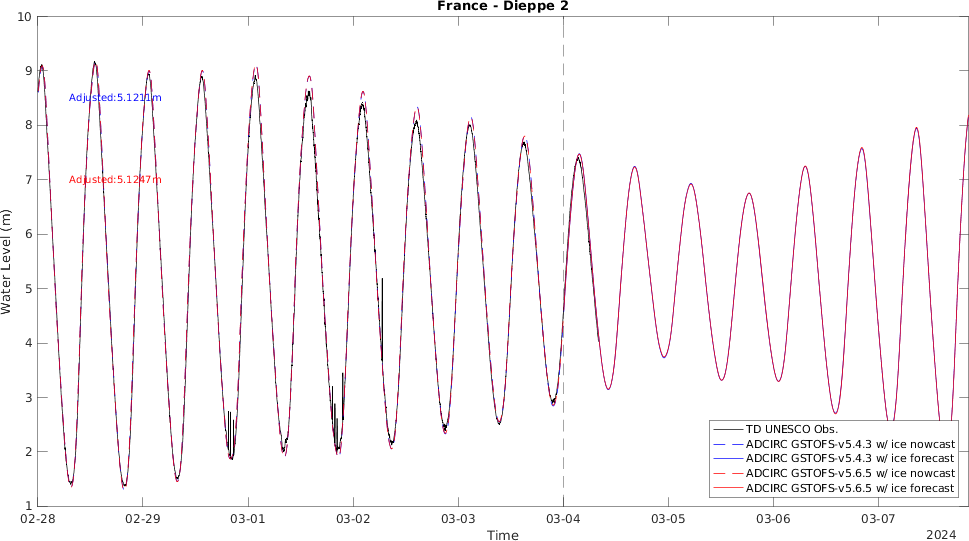 France - Dieppe 2
10
9
8
7
6
5
4
3
2
1
Water Level (m)
Adjusted:5.1211m
Adjusted:5.1247m
TD UNESCO Obs.
ADCIRC GSTOFS-v5.4.3 w/ ice nowcast
ADCIRC GSTOFS-v5.4.3 w/ ice forecast
ADCIRC GSTOFS-v5.6.5 w/ ice nowcast
ADCIRC GSTOFS-v5.6.5 w/ ice forecast
02-28 02-29 03-01 03-02 03-03 03-04 03-05 03-06 03-07
Time
2024